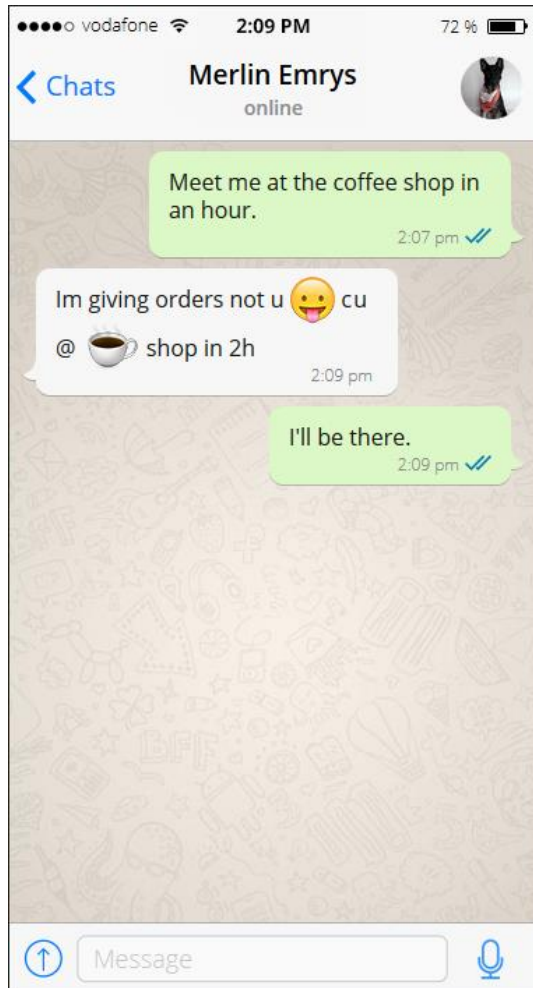 vodafone 2:09 PM 72 %
Chats Merlin Emrys
online
Meet me at the coffee shop in
an hour.
2:07 pm
Im giving orders not u 😛 cu
@ ☕ shop in 2h
2:09 pm
I'll be there.
2:09 pm
Message